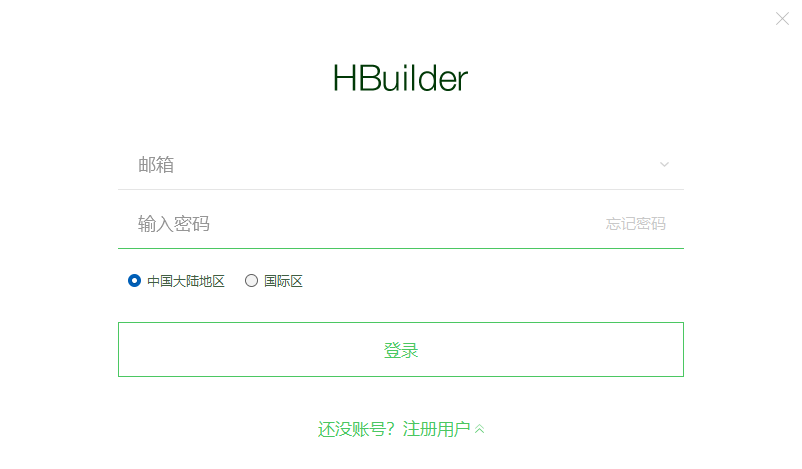 HBuilder
邮箱
输入密码 忘记密码
中国大陆地区 国际区
登录
还没账号？注册用户